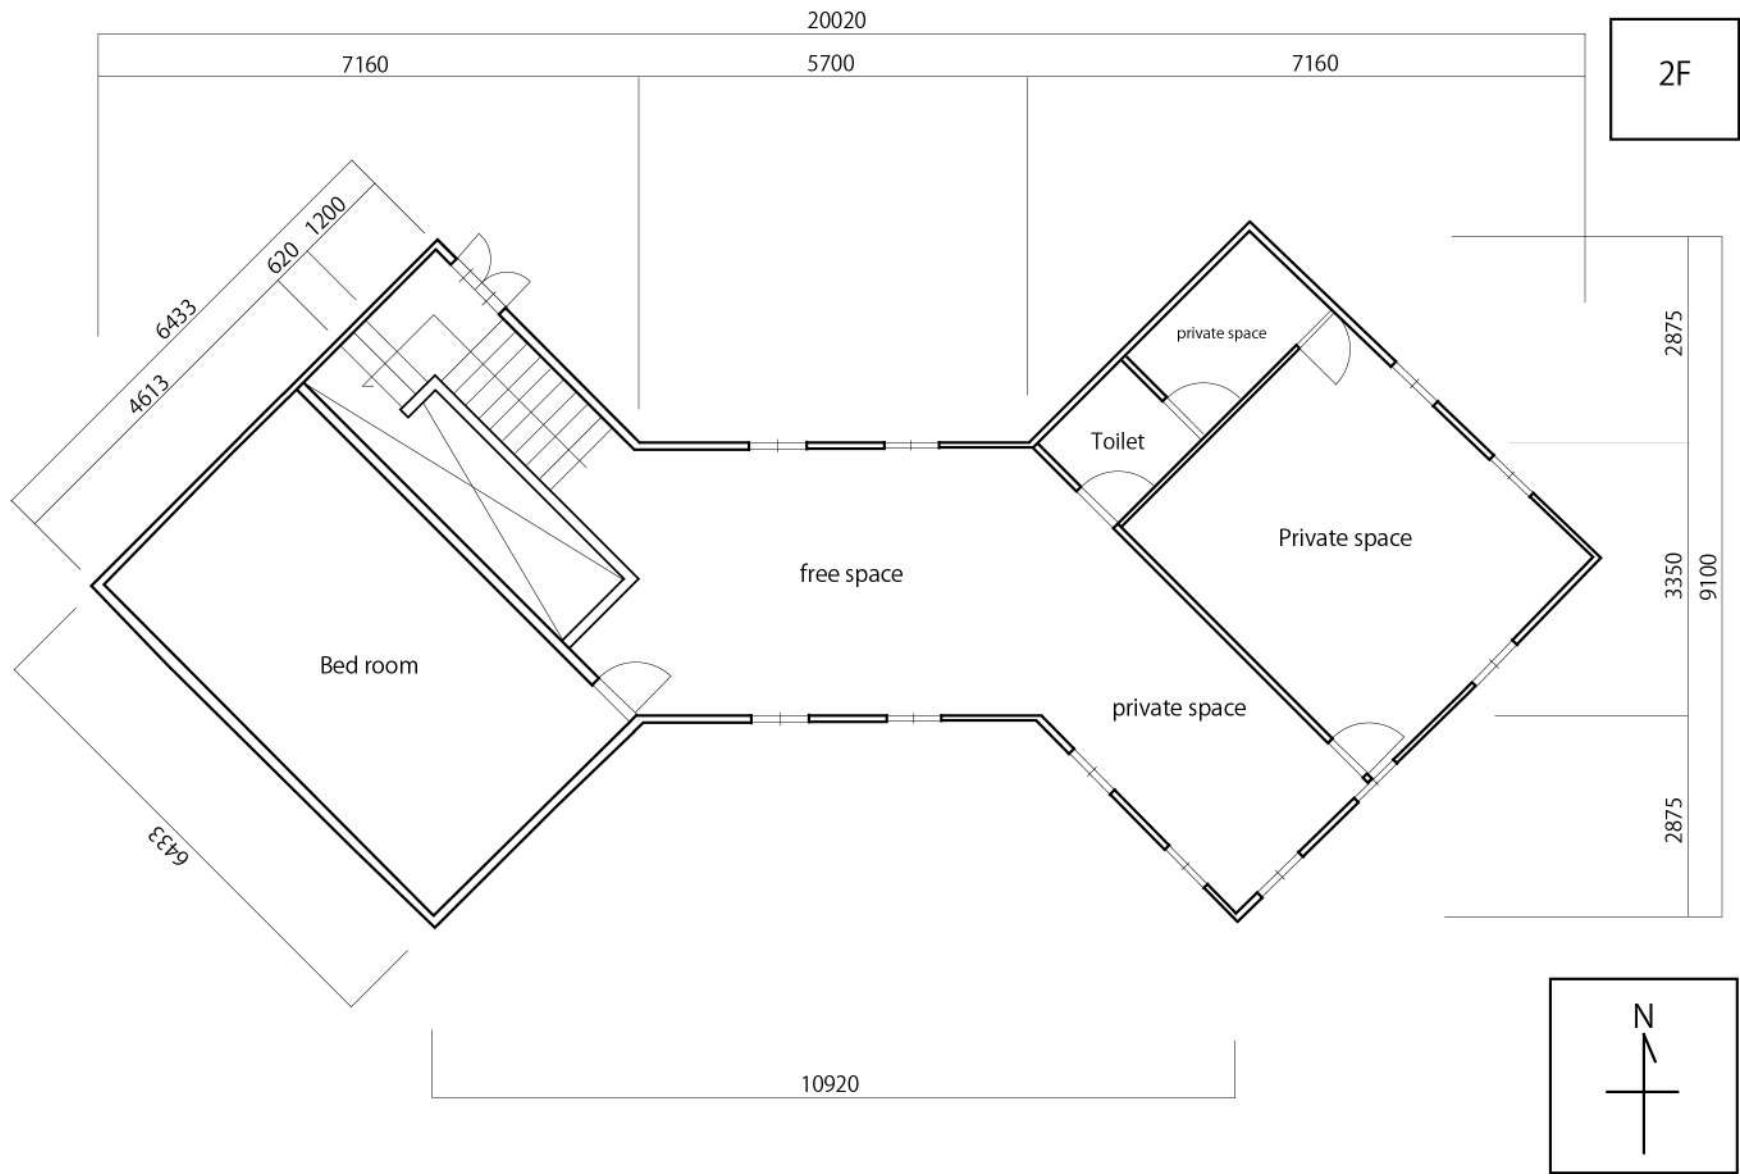 20020
7160
5700
7160
2F
1200
620
6433
4613
2875
private space
Toilet
Private space
free space
3350
9100
Bed room
private space
6433
2875
N
10920